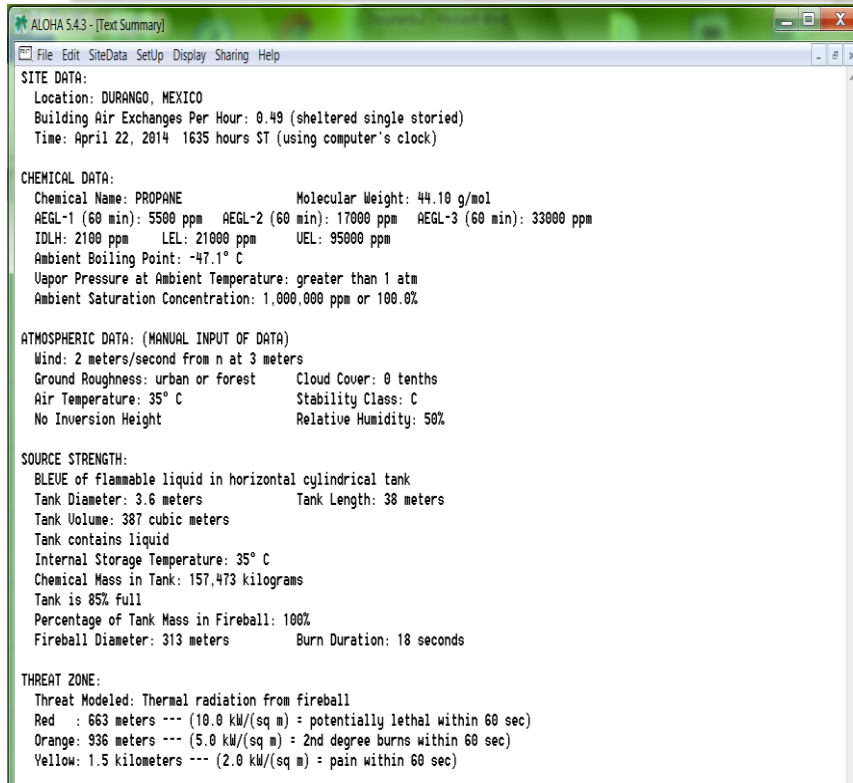 ALOHA 5.4.3 - [Text Summary]
File Edit SiteData SetUp Display Sharing Help
SITE DATA:
Location: DURANGO, MEXICO
Building Air Exchanges Per Hour: 0.49 (sheltered single storied)
Time: April 22, 2014 1635 hours ST (using computer's clock)
CHEMICAL DATA:
Chemical Name: PROPANE Molecular Weight: 44.10 g/mol
AEGL-1 (60 min): 5500 ppm AEGL-2 (60 min): 17000 ppm AEGL-3 (60 min): 33000 ppm
IDLH: 2100 ppm LEL: 21000 ppm UEL: 95000 ppm
Ambient Boiling Point: -47.1° C
Vapor Pressure at Ambient Temperature: greater than 1 atm
Ambient Saturation Concentration: 1,000,000 ppm or 100.0%
ATMOSPHERIC DATA: (MANUAL INPUT OF DATA)
Wind: 2 meters/second from n at 3 meters
Ground Roughness: urban or forest Cloud Cover: 0 tenths
Air Temperature: 35° C Stability Class: C
No Inversion Height Relative Humidity: 50%
SOURCE STRENGTH:
BLEVE of flammable liquid in horizontal cylindrical tank
Tank Diameter: 3.6 meters Tank Length: 38 meters
Tank Volume: 387 cubic meters
Tank contains liquid
Internal Storage Temperature: 35° C
Chemical Mass in Tank: 157,473 kilograms
Tank is 85% full
Percentage of Tank Mass in Fireball: 100%
Fireball Diameter: 313 meters Burn Duration: 18 seconds
THREAT ZONE:
Threat Modeled: Thermal radiation from fireball
Red : 663 meters --- (10.0 kW/(sq m) = potentially lethal within 60 sec)
Orange: 936 meters --- (5.0 kW/(sq m) = 2nd degree burns within 60 sec)
Yellow: 1.5 kilometers --- (2.0 kW/(sq m) = pain within 60 sec)